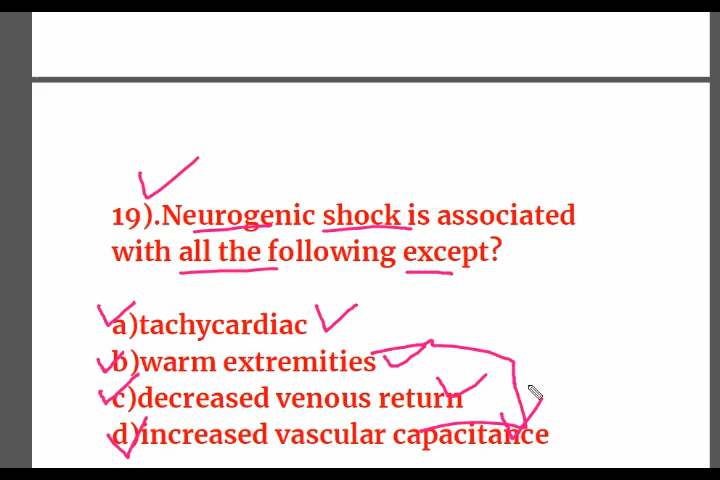 19).Neurogenic shock is associated
with all the following except?
a)tachycardiac
b)warm extremities
c)decreased venous return
d)increased vascular capacitance